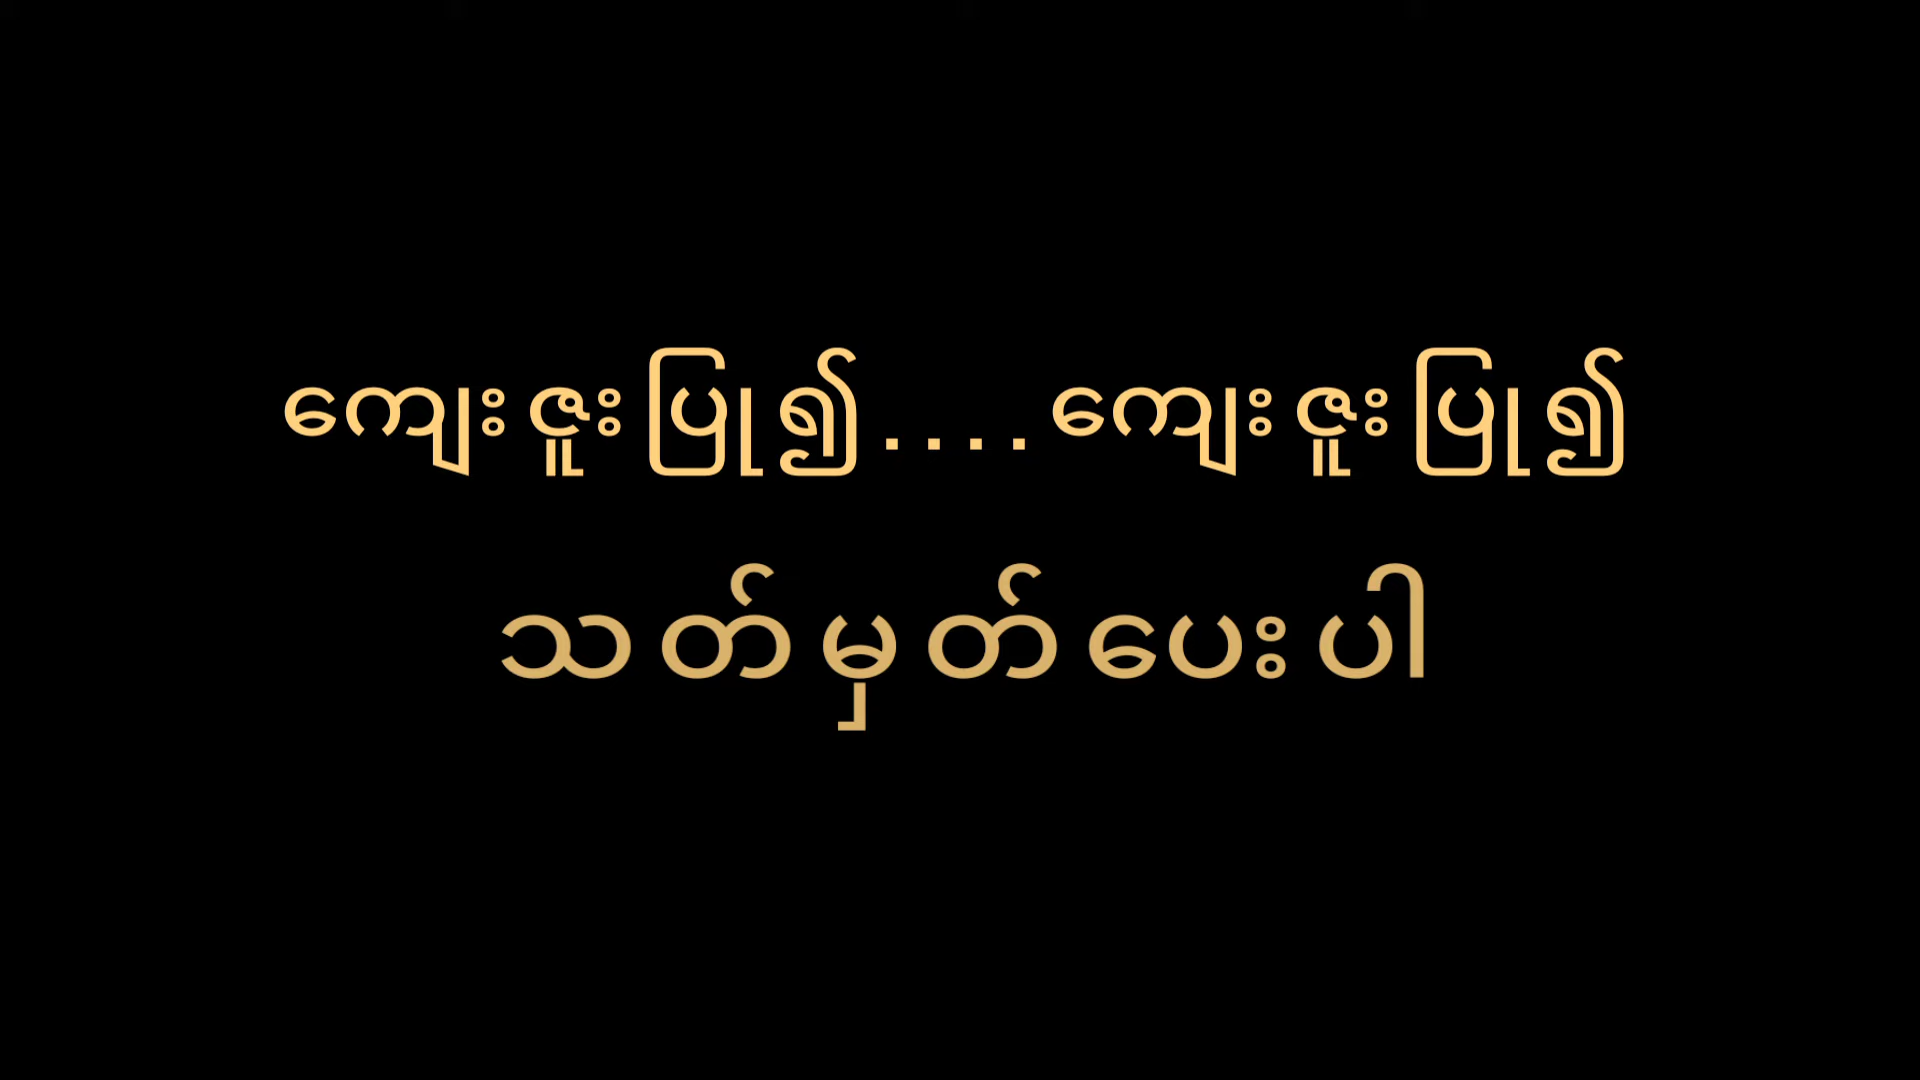 ကျေးဇူးပြု၍ .... ကျေးဇူးပြု၍
သတ်မှတ်ပေးပါ